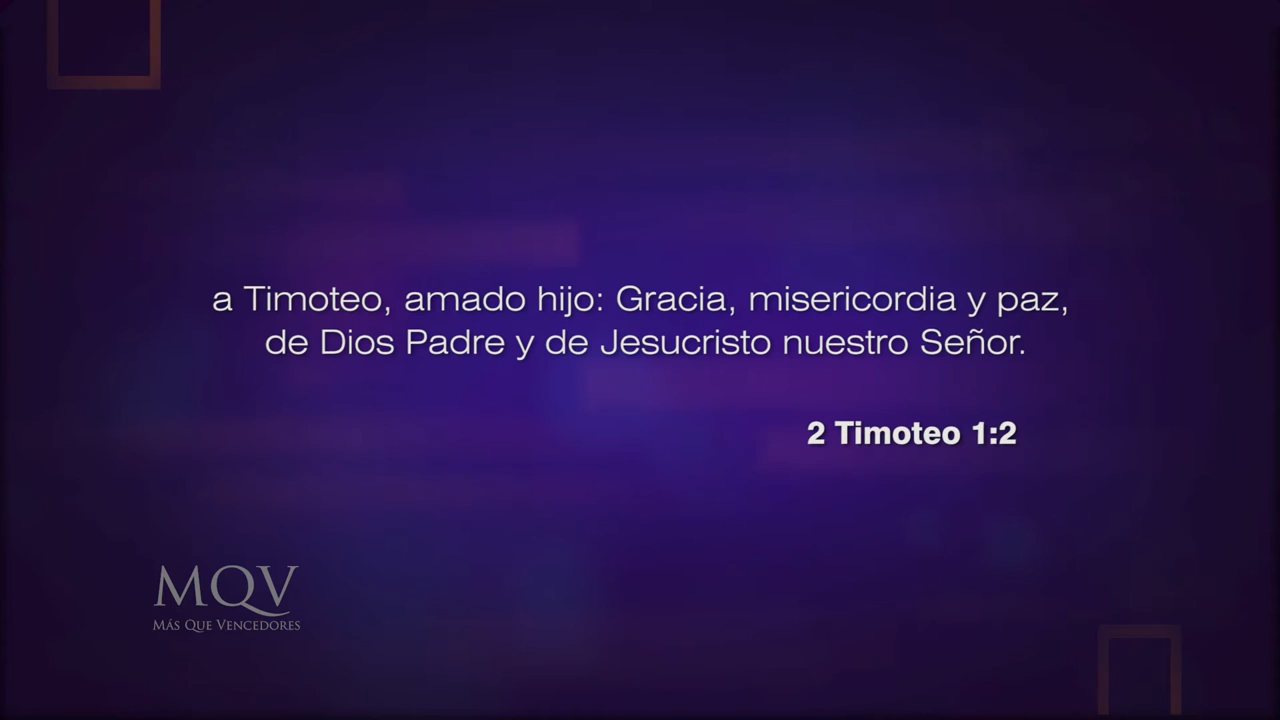 a Timoteo, amado hijo: Gracia, misericordia y paz,
de Dios Padre y de Jesucristo nuestro Señor.
2 Timoteo 1:2
MQV
MÁS QUE VENCEDORES